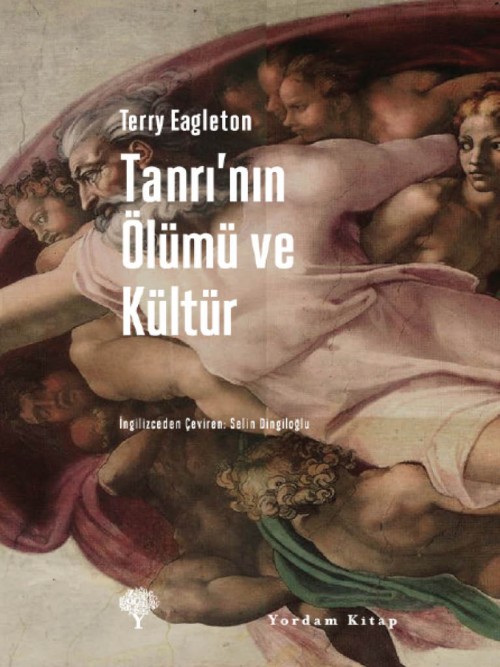 Terry Eagleton
Tanrı'nın
Ölümü ve
Kültür
İngilizceden Çeviren: Selin Dingiloğlu
Yordam Kitap